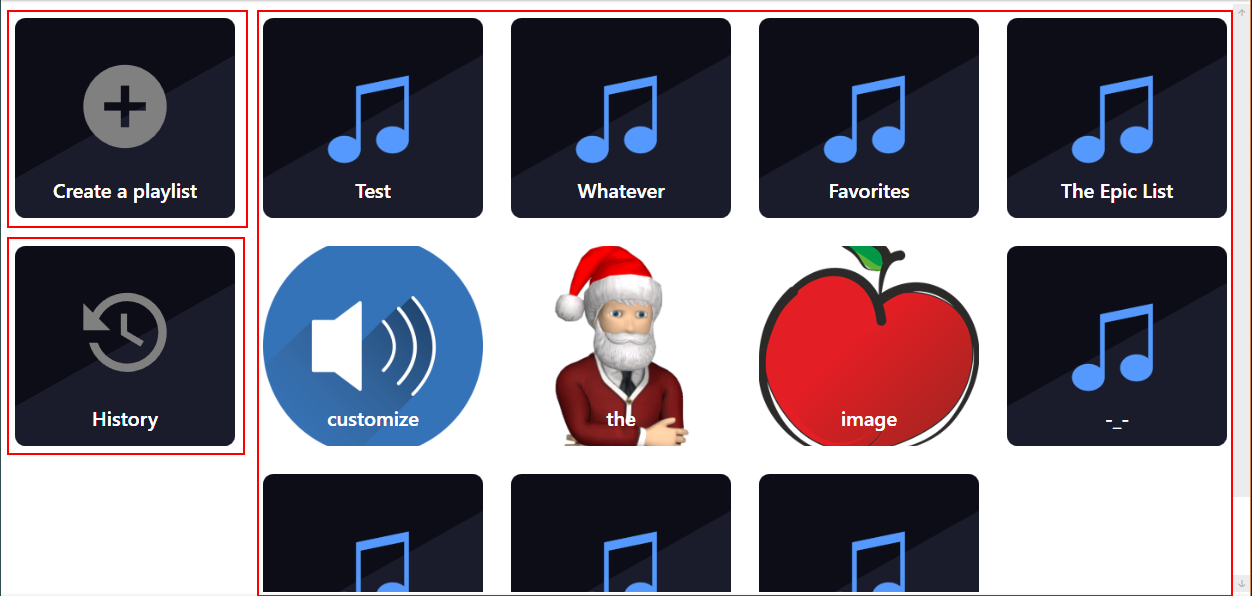 Create a playlist
Test
Whatever
Favorites
The Epic List
History
customize
the
image
-_-